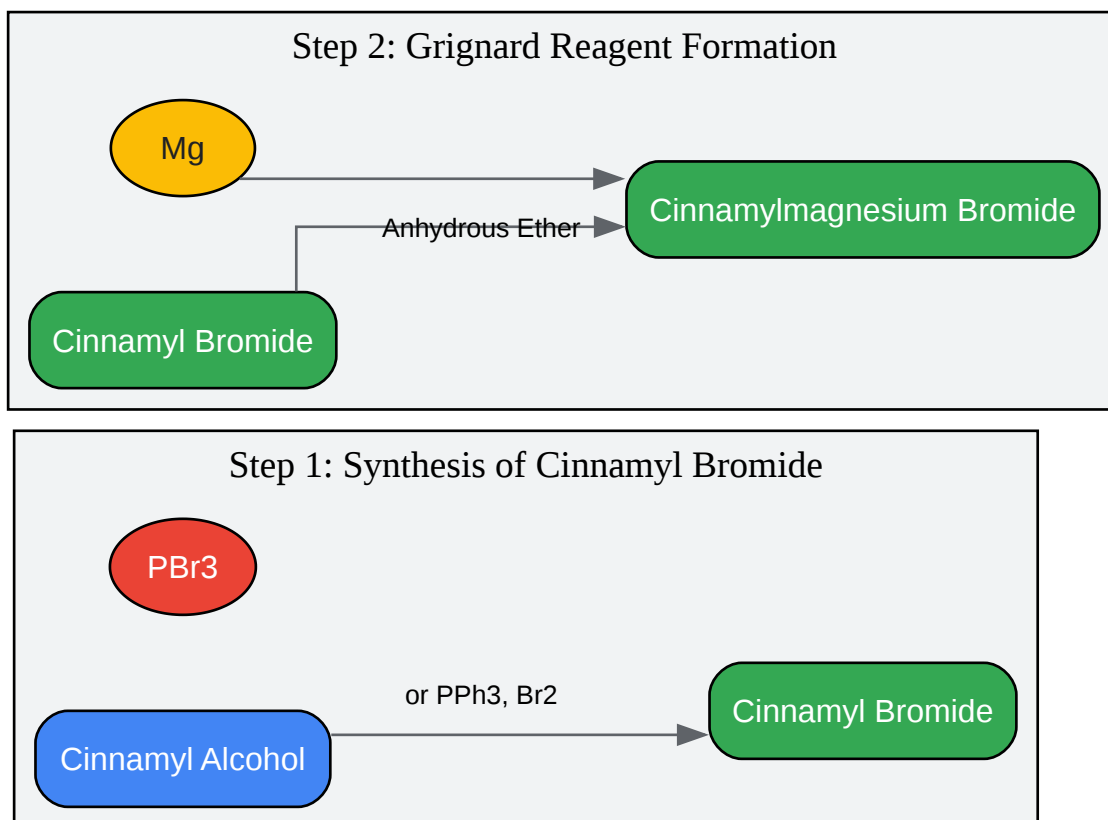 Step 2: Grignard Reagent Formation
Mg
Cinnamylmagnesium Bromide
Anhydrous Ether
Cinnamyl Bromide
Step 1: Synthesis of Cinnamyl Bromide
PBr3
or PPh3, Br2
Cinnamyl Bromide
Cinnamyl Alcohol